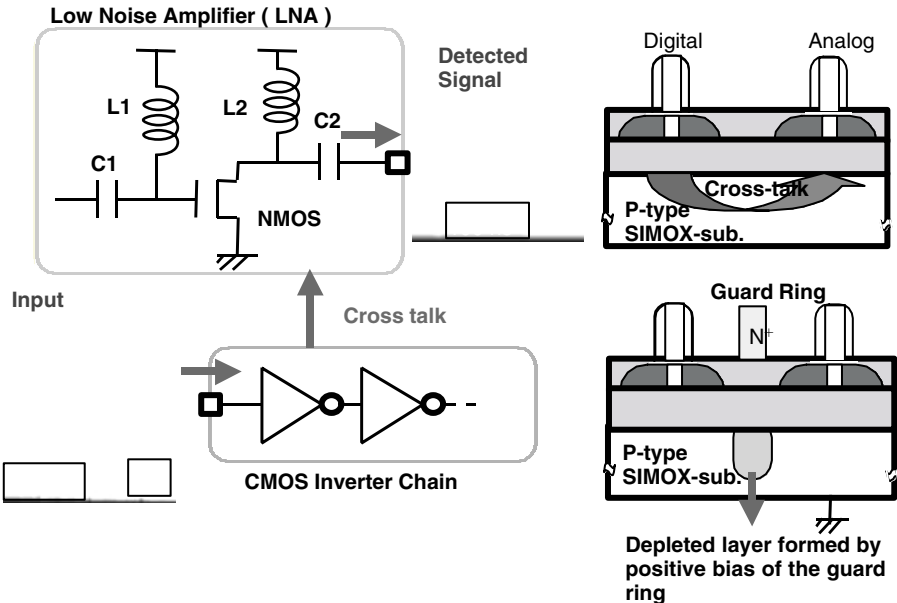 Low Noise Amplifier ( LNA )
Detected
Signal
L1
L2
C1
C2
NMOS
Input
Cross talk
CMOS Inverter Chain
Digital
Analog
Cross-talk
P-type
SIMOX-sub.
Guard Ring
N+
P-type
SIMOX-sub.
Depleted layer formed by
positive bias of the guard
ring